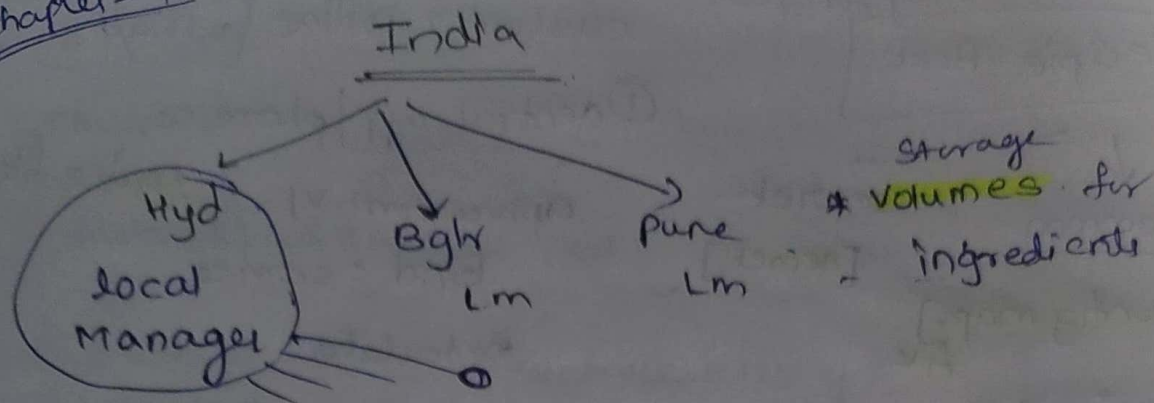 India
Storage
Hyd Bglr Pune * Volumes for
local Lm Lm ingredients
Manager